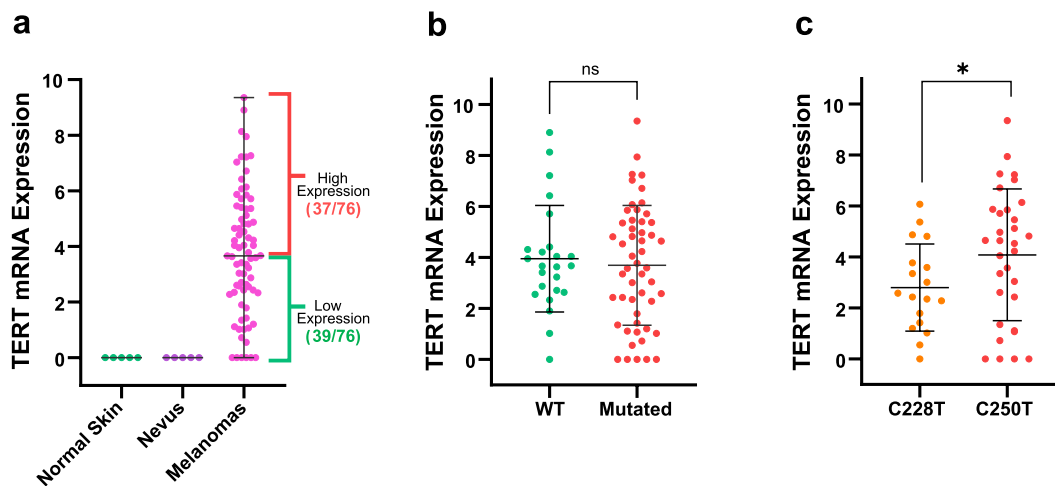 a
TERT mRNA Expression
10
8
6
4
2
0
Normal Skin
Nevus
Melanomas
High
Expression
(37/76)
Low
Expression
(39/76)
b
TERT mRNA Expression
10
8
6
4
2
0
ns
WT
Mutated
c
TERT mRNA Expression
10
8
6
4
2
0
*
C228T
C250T